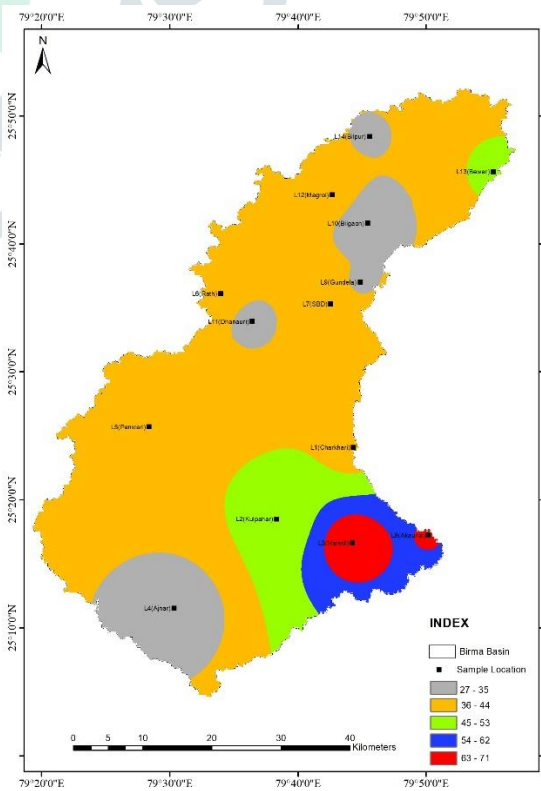 79°20'0"E 79°30'0"E 79°40'0"E 79°50'0"E
N
25°50'0"N
25°40'0"N
25°30'0"N
25°20'0"N
25°10'0"N
L14(Bilpur)
L13(Bewar)
L12(Magrol)
L10(Bilgaon)
L9(Gundela)
L6(Rath)
L7(SBD)
L11(Dhanauri)
L5(Panwari)
L1(Charkhari)
L2(Kulpahar)
L4(Ajnar)
INDEX
Birma Basin
Sample Location
27 - 35
36 - 44
45 - 53
54 - 62
63 - 71
0 5 10 20 30 40
Kilometers
79°20'0"E 79°30'0"E 79°40'0"E 79°50'0"E